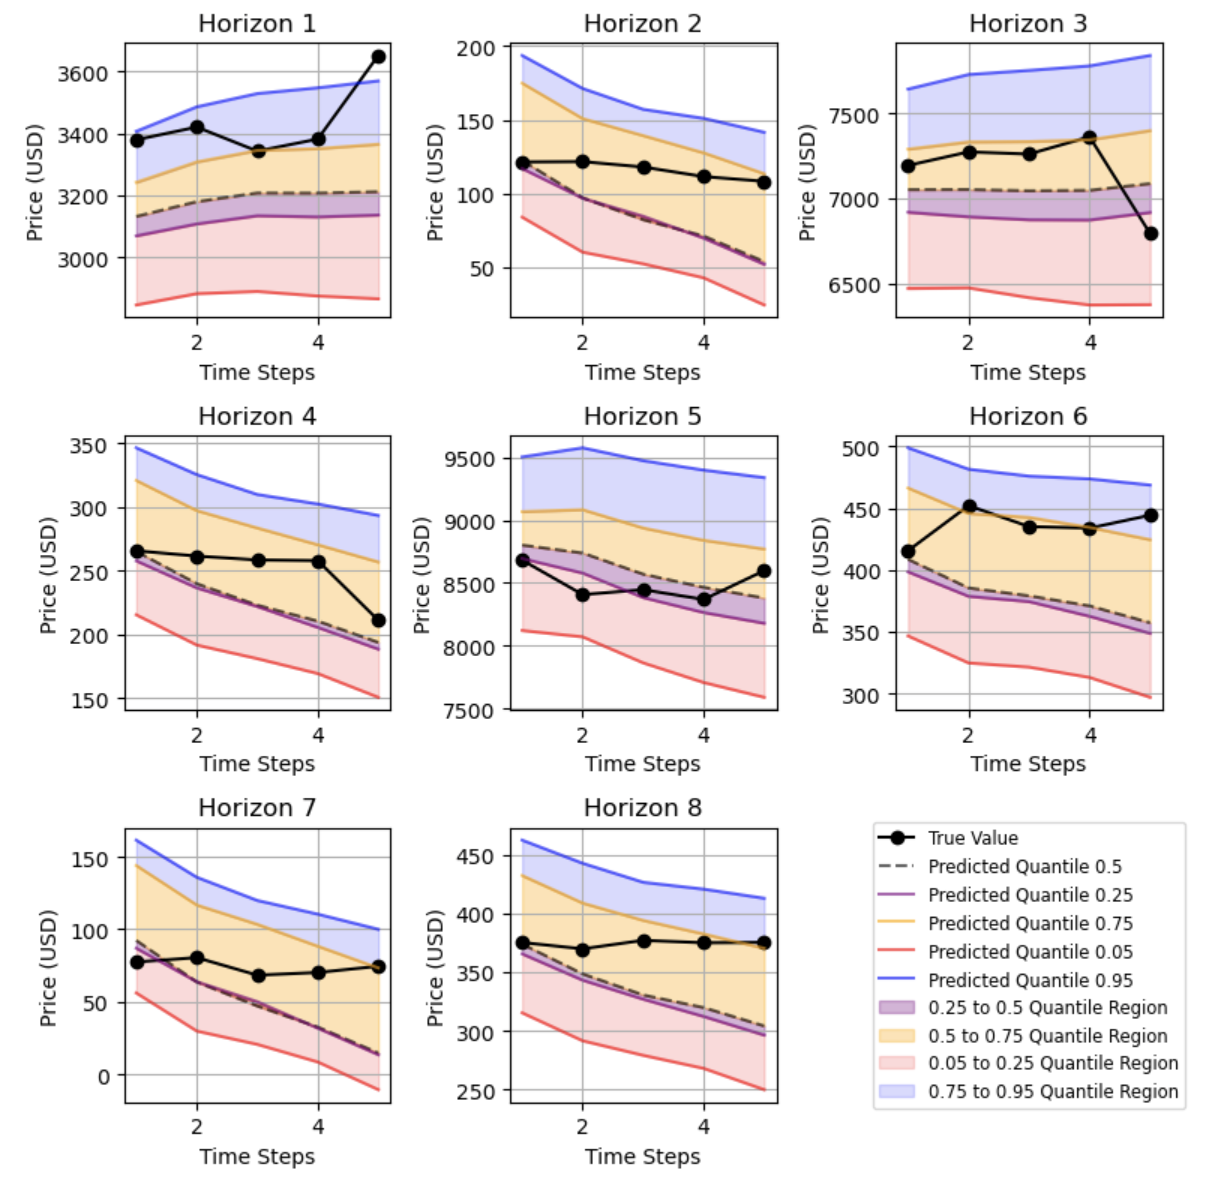 Horizon 1
Horizon 2
Horizon 3
Price (USD)
3600
3400
3200
3000
2
4
Time Steps
Price (USD)
200
150
100
50
2
4
Time Steps
Price (USD)
7500
7000
6500
2
4
Time Steps
Horizon 4
Horizon 5
Horizon 6
Price (USD)
350
300
250
200
150
2
4
Time Steps
Price (USD)
9500
9000
8500
8000
7500
2
4
Time Steps
Price (USD)
500
450
400
350
300
2
4
Time Steps
Horizon 7
Horizon 8
Price (USD)
150
100
50
0
2
4
Time Steps
Price (USD)
450
400
350
300
250
2
4
Time Steps
True Value
Predicted Quantile 0.5
Predicted Quantile 0.25
Predicted Quantile 0.75
Predicted Quantile 0.05
Predicted Quantile 0.95
0.25 to 0.5 Quantile Region
0.5 to 0.75 Quantile Region
0.05 to 0.25 Quantile Region
0.75 to 0.95 Quantile Region